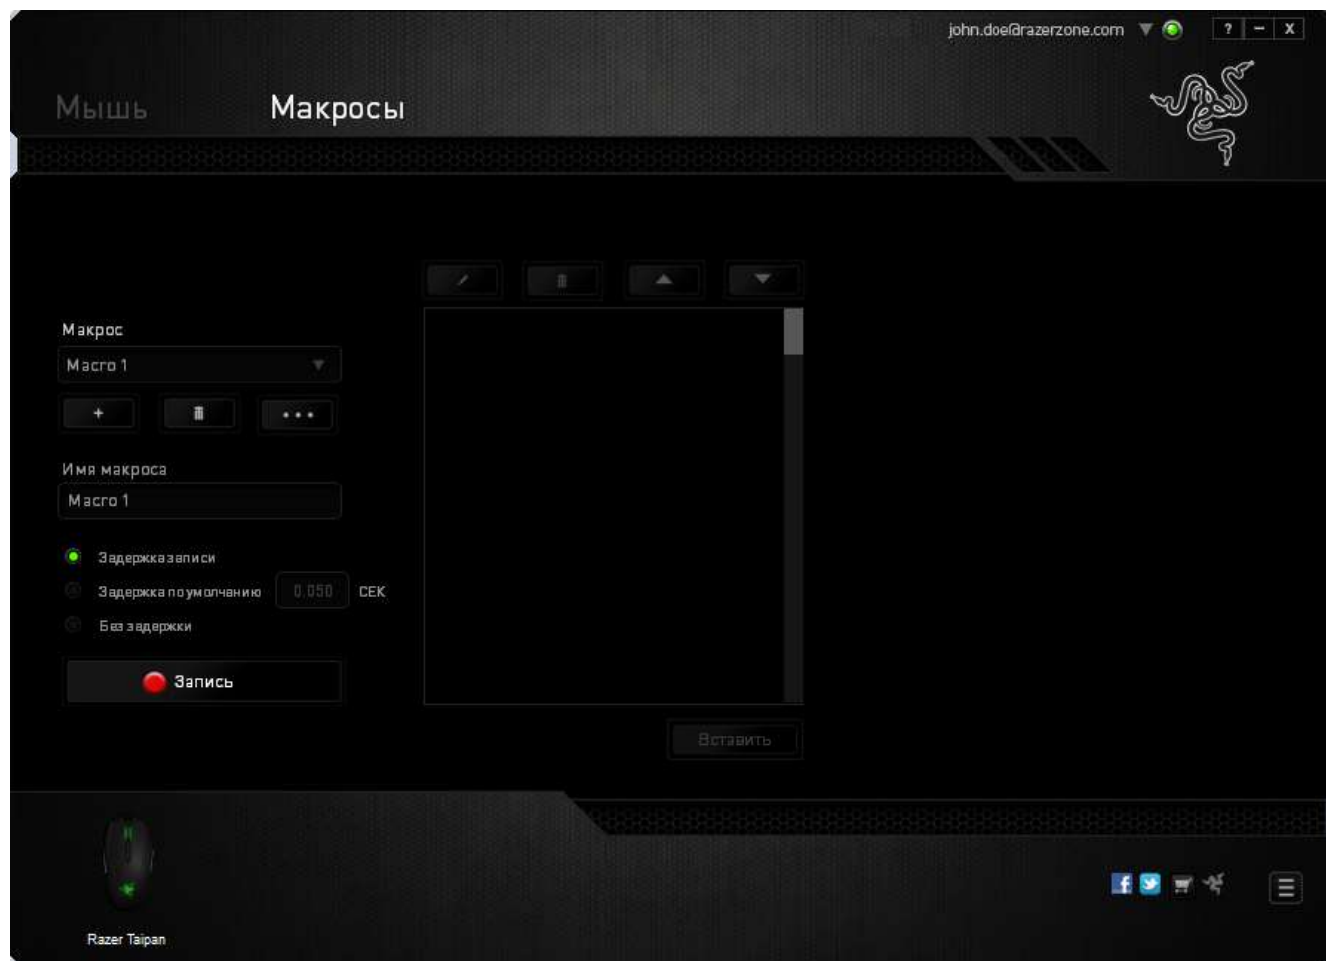 john.doe@razerzone.com
? – X
Мышь Макросы
Макрос
Macro 1
Имя макроса
Macro 1
Задержка записи
Задержка по умолчанию 0.050 СЕК
Без задержки
Запись
Вставить
Razer Taipan